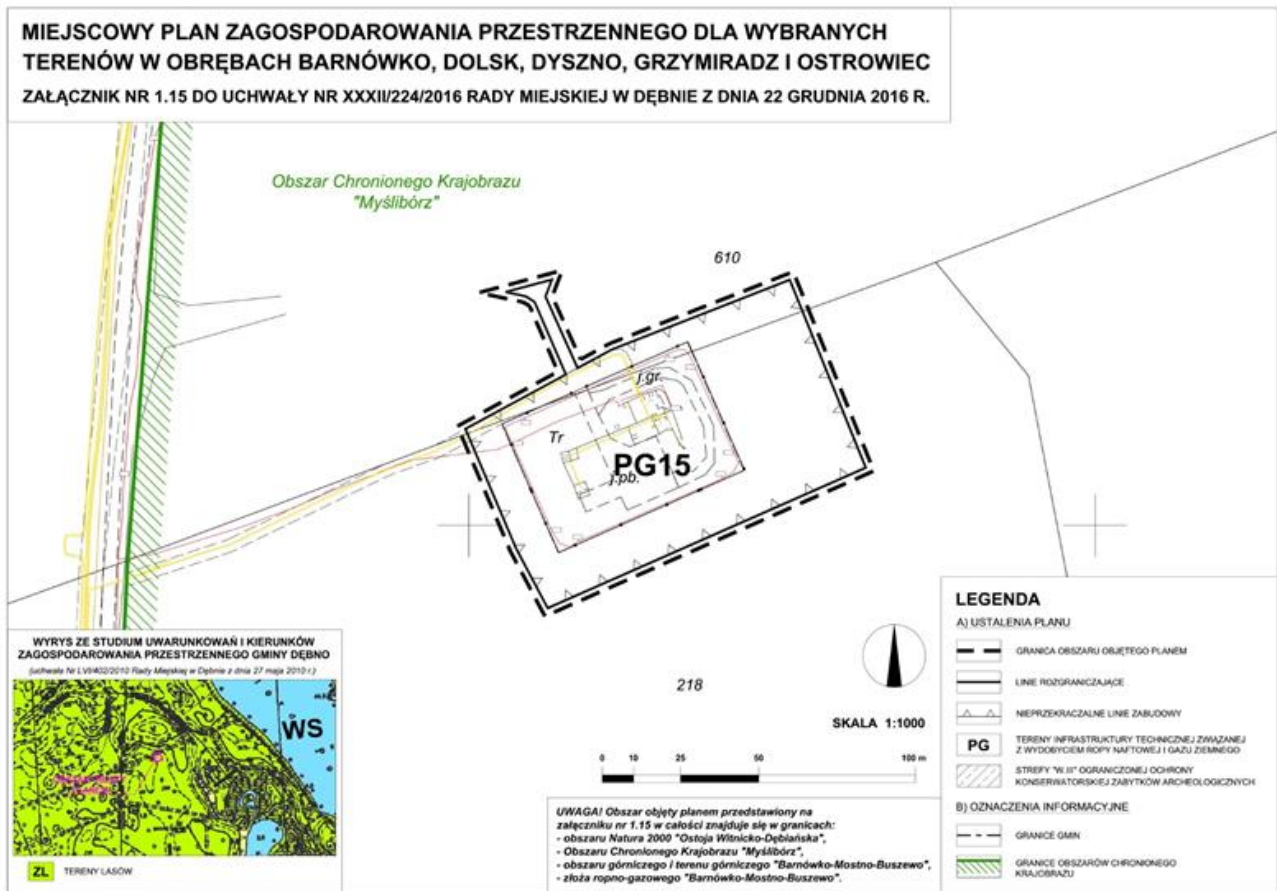 MIEJSCOWY PLAN ZAGOSPODAROWANIA PRZESTRZENNEGO DLA WYBRANYCH
TERENÓW W OBRĘBACH BARNÓWKO, DOLSK, DYSZNO, GRZYMIRADZ I OSTROWIEC
ZAŁĄCZNIK NR 1.15 DO UCHWAŁY NR XXXII/224/2016 RADY MIEJSKIEJ W DĘBNIE Z DNIA 22 GRUDNIA 2016 R.
Obszar Chronionego Krajobrazu
"Myślibórz"
610
j.gr.
Tr
PG15
j.pb.
218
SKALA 1:1000
0 10 25 50 100 m
WYRYS ZE STUDIUM UWARUNKOWAŃ I KIERUNKÓW
ZAGOSPODAROWANIA PRZESTRZENNEGO GMINY DĘBNO
(uchwała Nr LVI/402/2010 Rady Miejskiej w Dębnie z dnia 27 maja 2010 r.)
WS
ZL TERENY LASÓW
UWAGA! Obszar objęty planem przedstawiony na
załączniku nr 1.15 w całości znajduje się w granicach:
- obszaru Natura 2000 "Ostoja Witnicko-Dębiańska",
- Obszaru Chronionego Krajobrazu "Myślibórz",
- obszaru górniczego i terenu górniczego "Barnówko-Mostno-Buszewo",
- złoża ropno-gazowego "Barnówko-Mostno-Buszewo".
LEGENDA
A) USTALENIA PLANU
GRANICA OBSZARU OBJĘTEGO PLANEM
LINIE ROZGRANICZAJĄCE
NIEPRZEKRACZALNE LINIE ZABUDOWY
PG TERENY INFRASTRUKTURY TECHNICZNEJ ZWIĄZANEJ
Z WYDOBYCIEM ROPY NAFTOWEJ I GAZU ZIEMNEGO
STREFY "W.III" OGRANICZONEJ OCHRONY
KONSERWATORSKIEJ ZABYTKÓW ARCHEOLOGICZNYCH
B) OZNACZENIA INFORMACYJNE
GRANICE GMIN
GRANICE OBSZARÓW CHRONIONEGO
KRAJOBRAZU